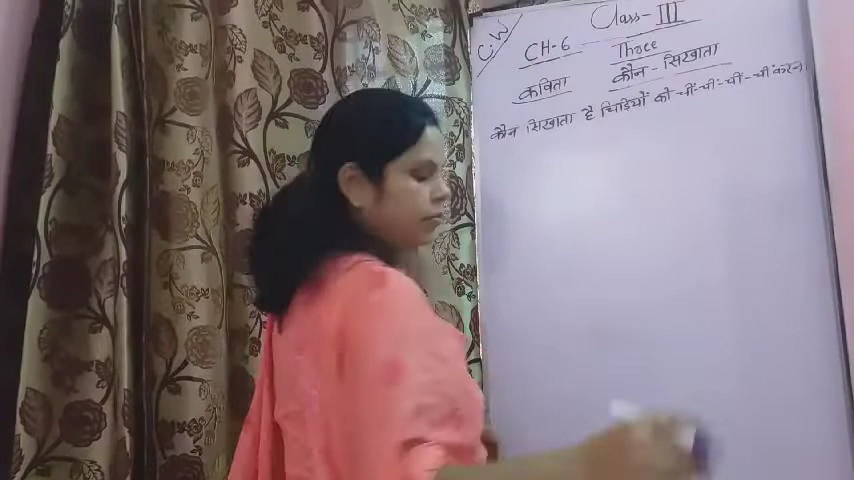 C.W
Class-III
CH-6
Three
कविता
कौन-सिखाता
कौन सिखाता है चिड़ियों को चीं-चीं-चीं-चीं करना